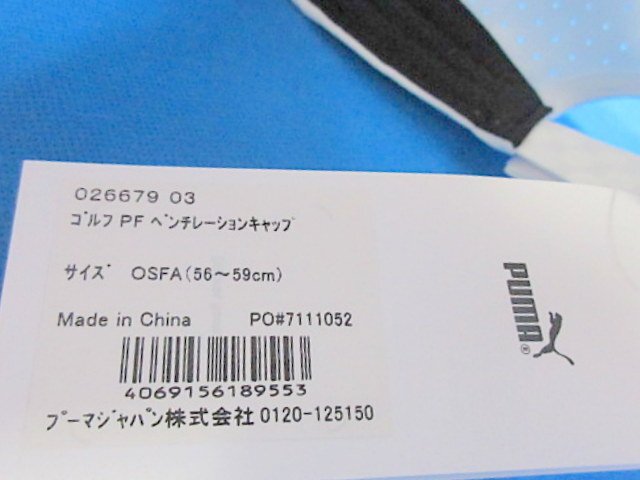 026679 03
ｺﾞﾙﾌ PF ﾍﾞﾝﾁﾚｰｼｮﾝｷｬｯﾌﾟ
ｻｲｽﾞ OSFA(56～59cm)
Made in China PO#7111052
4069156189553
ﾌﾟｰﾏｼﾞｬﾊﾟﾝ株式会社 0120-125150
PUMA®